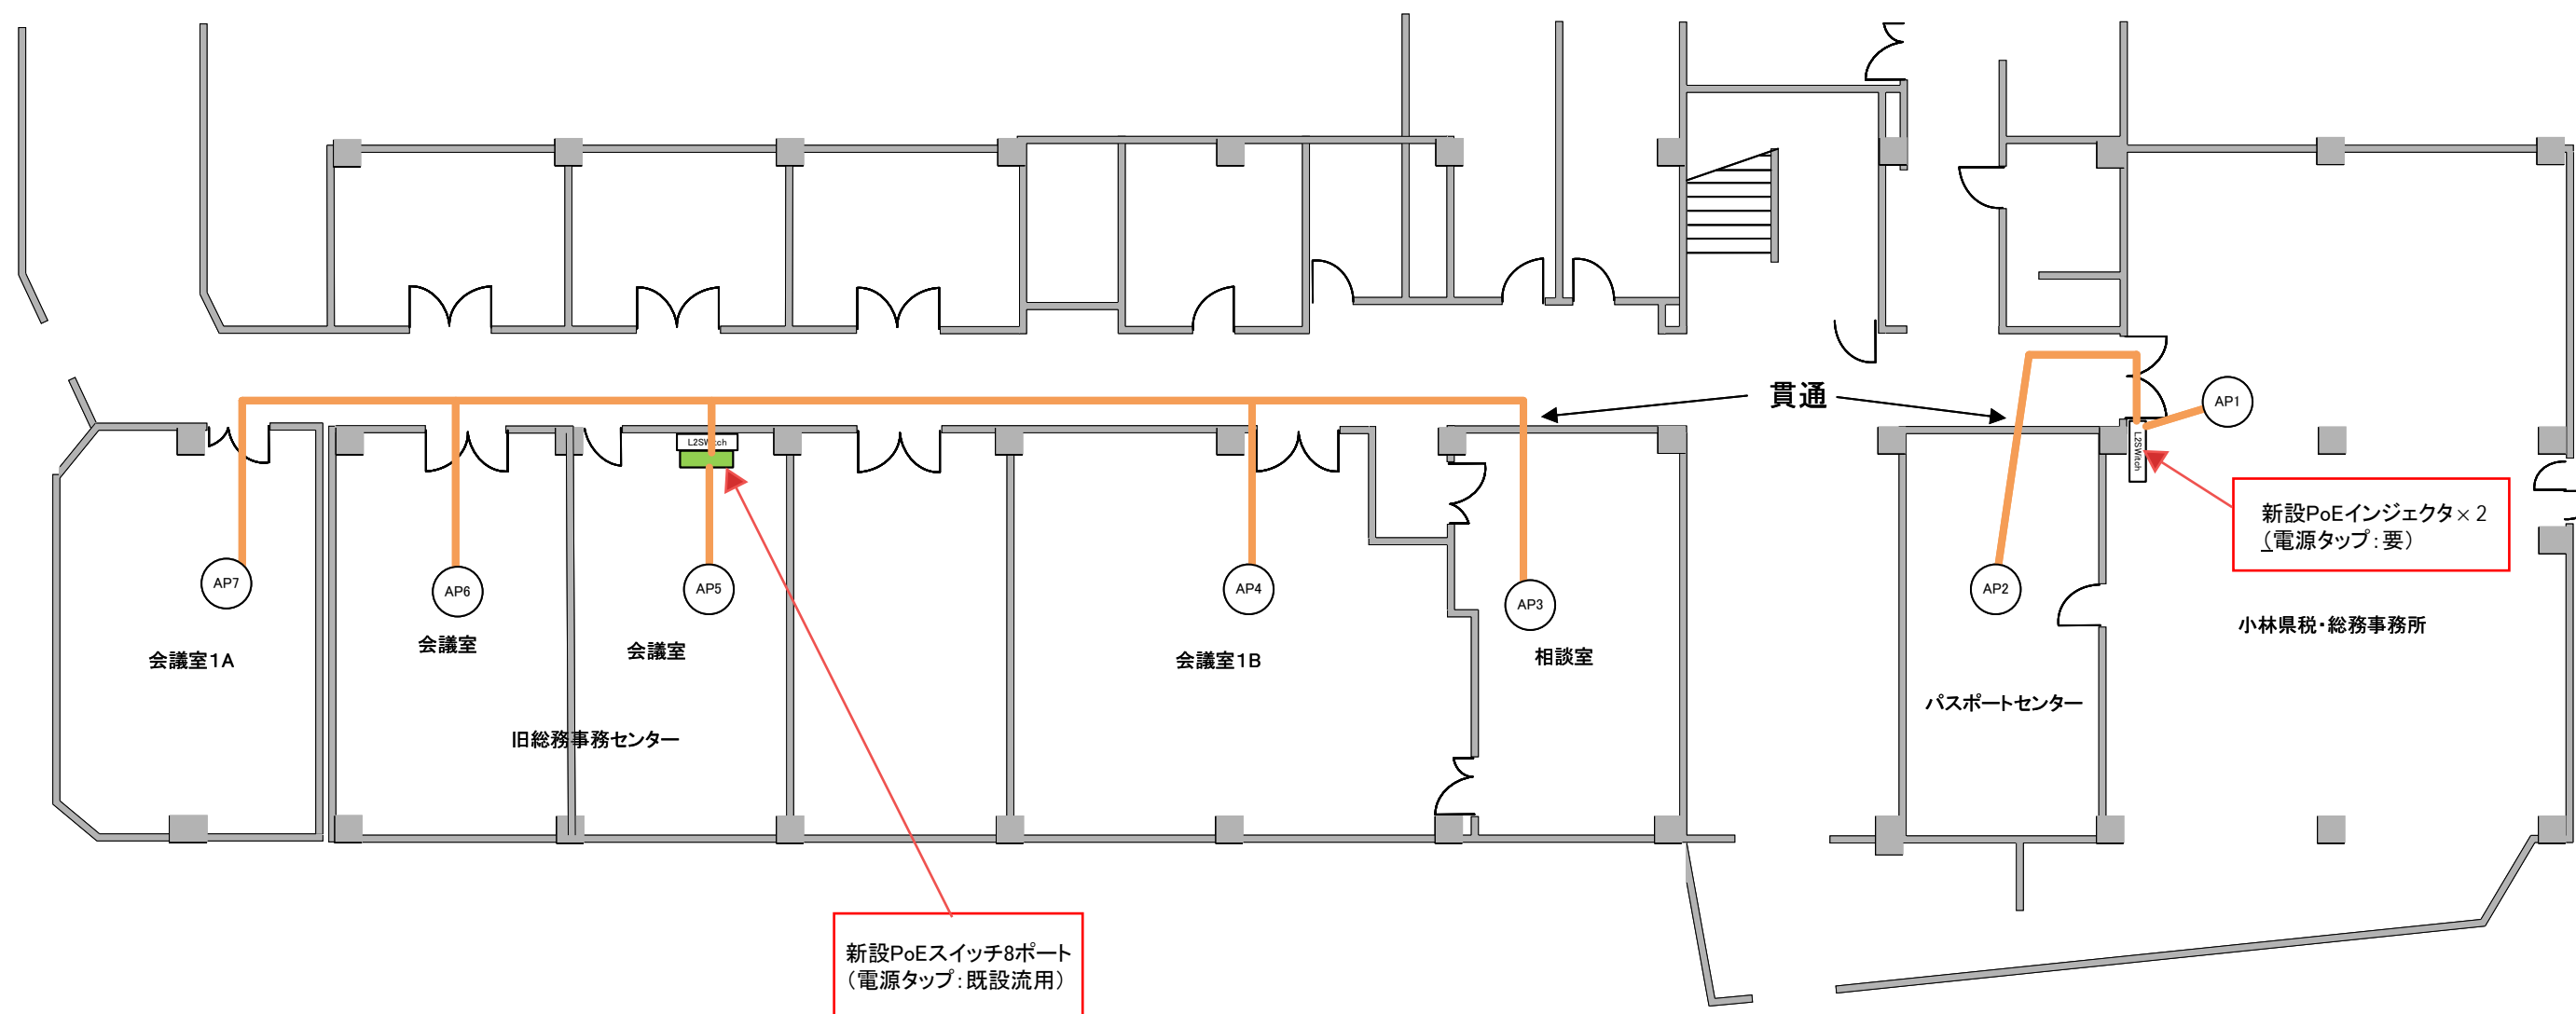 貫通
AP1
L2SWitch
L2SWitch
新設PoEインジェクタ×2
(電源タップ:要)
AP7
AP6
AP5
AP4
AP3
AP2
会議室1A
会議室
会議室
会議室1B
相談室
小林県税・総務事務所
パスポートセンター
旧総務事務センター
新設PoEスイッチ8ポート
(電源タップ:既設流用)